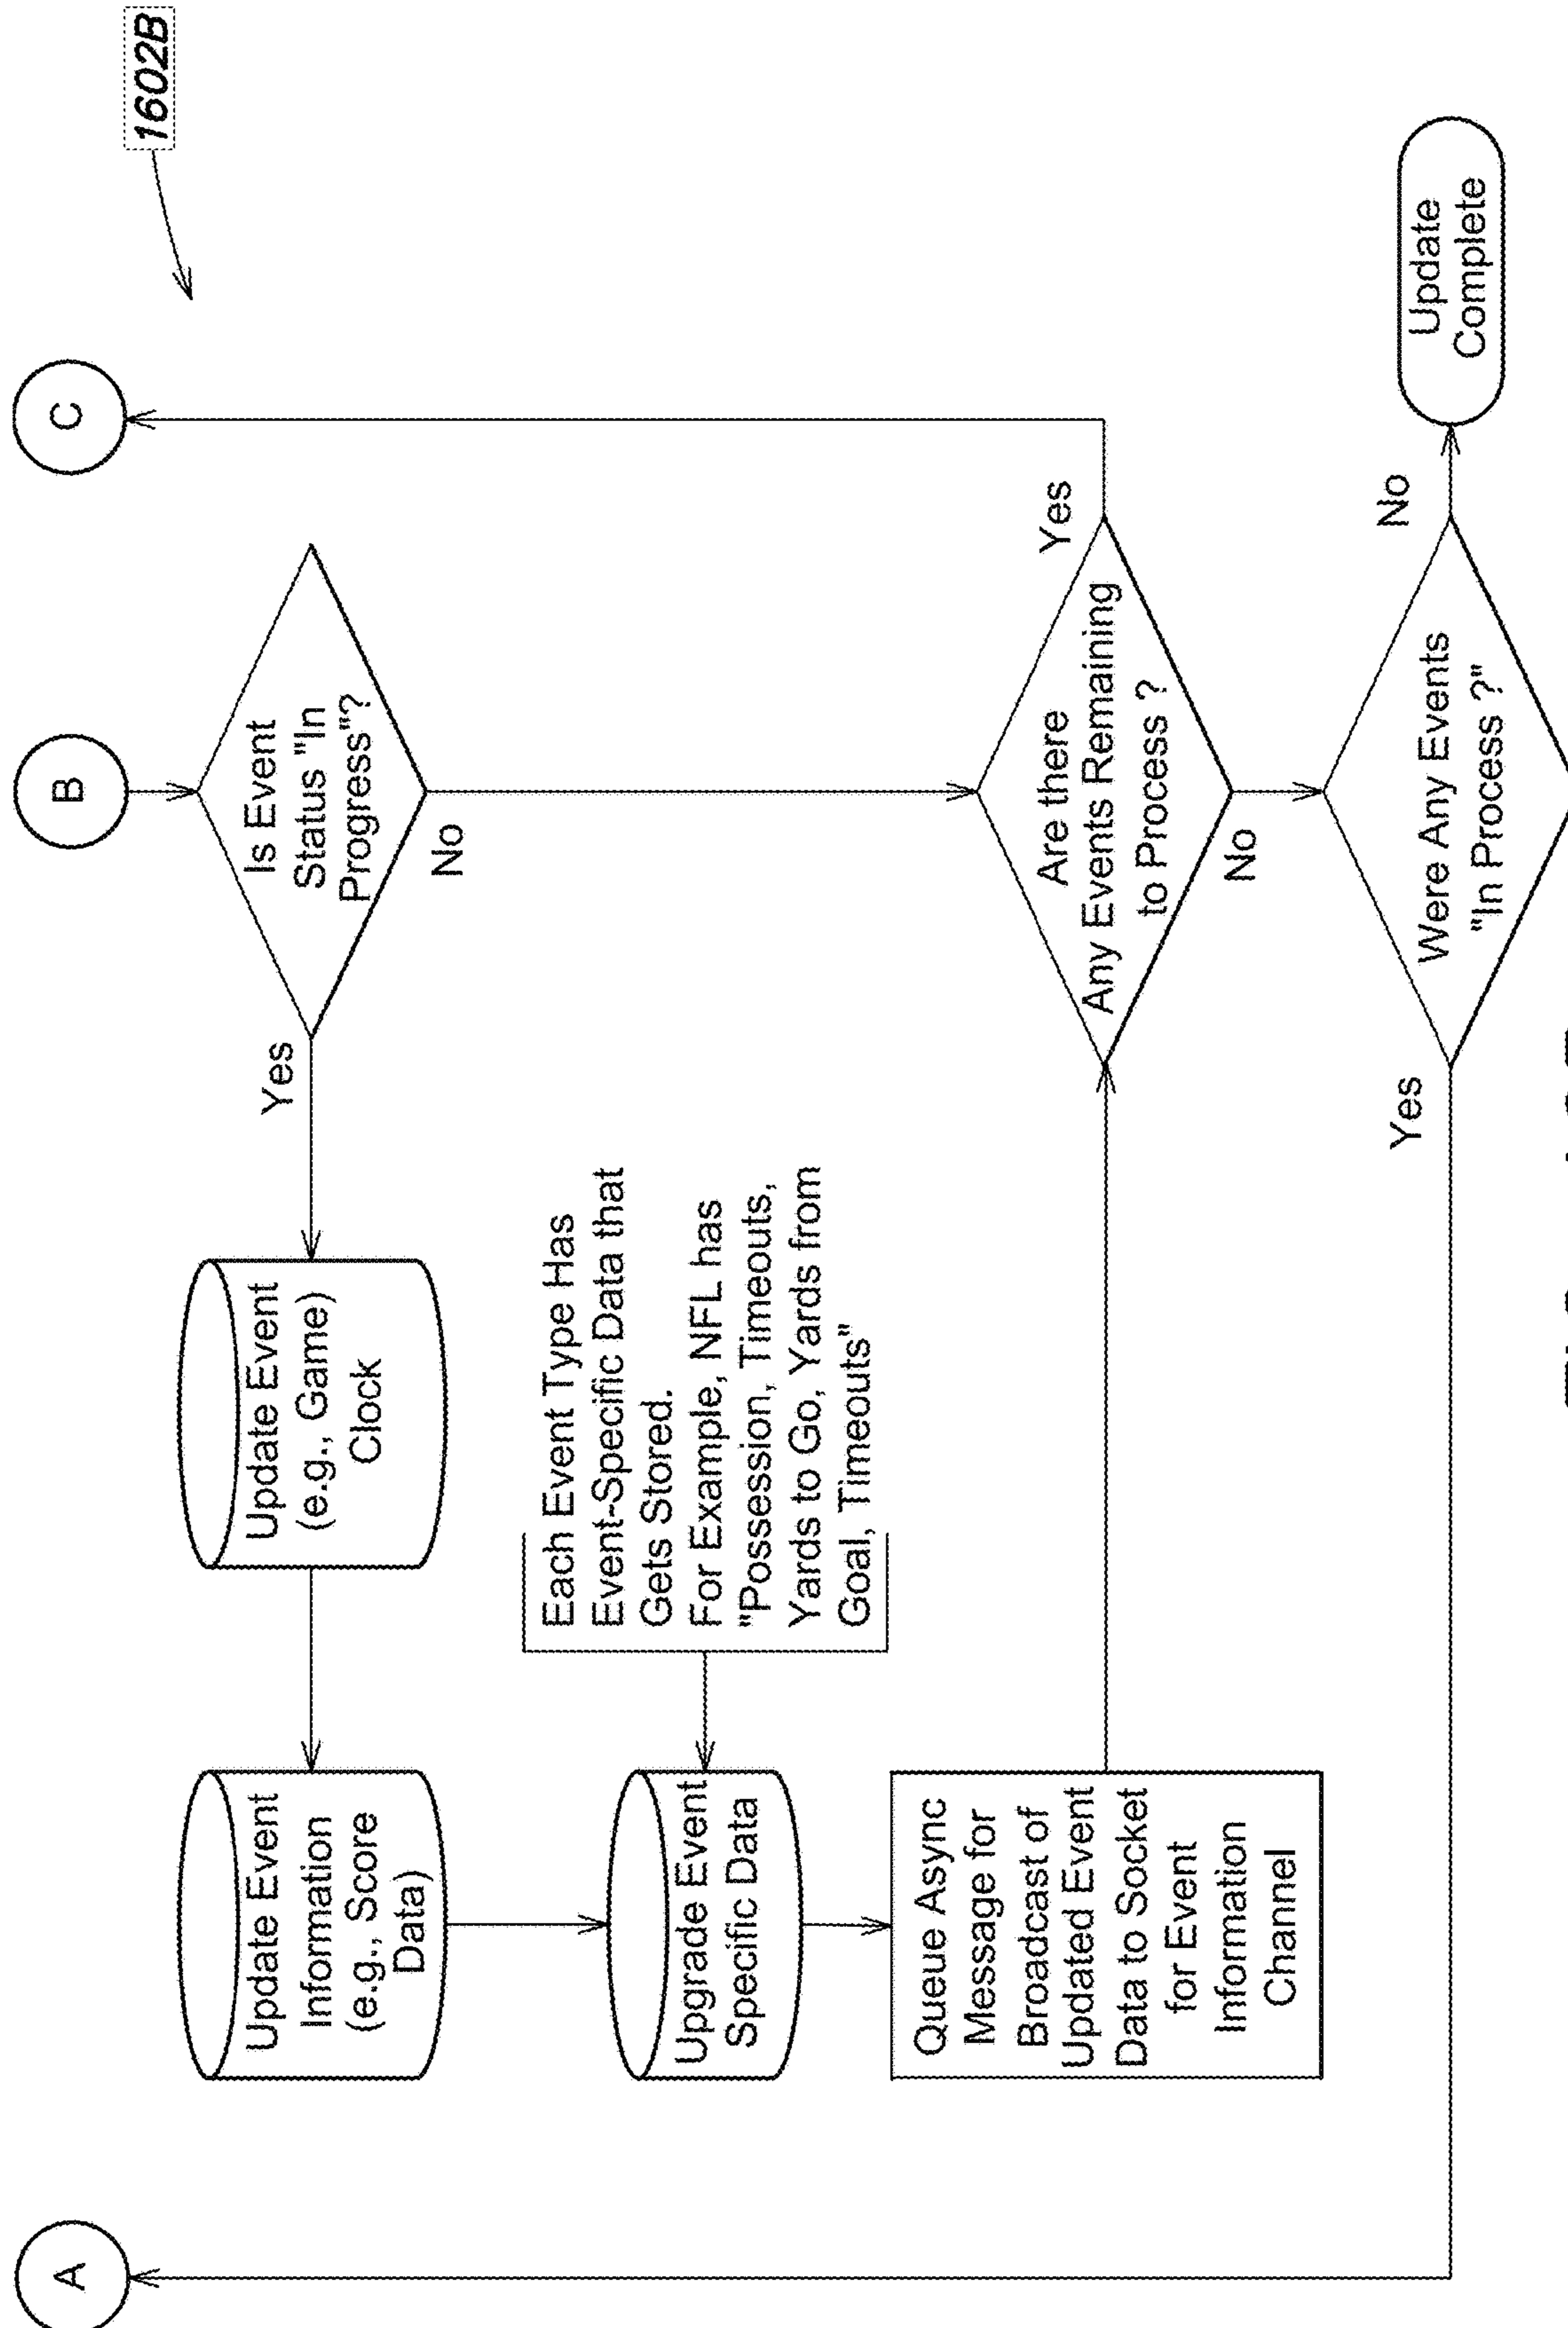 1602B
A
B
C
Is Event
Status "In
Progress"?
Yes
No
Update Event
(e.g., Game)
Clock
Update Event
Information
(e.g., Score
Data)
Each Event Type Has
Event-Specific Data that
Gets Stored.
For Example, NFL has
"Possession, Timeouts,
Yards to Go, Yards from
Goal, Timeouts"
Upgrade Event
Specific Data
Queue Async
Message for
Broadcast of
Updated Event
Data to Socket
for Event
Information
Channel
Are there
Any Events Remaining
to Process ?
Yes
No
Were Any Events
"In Process ?"
Yes
No
Update
Complete